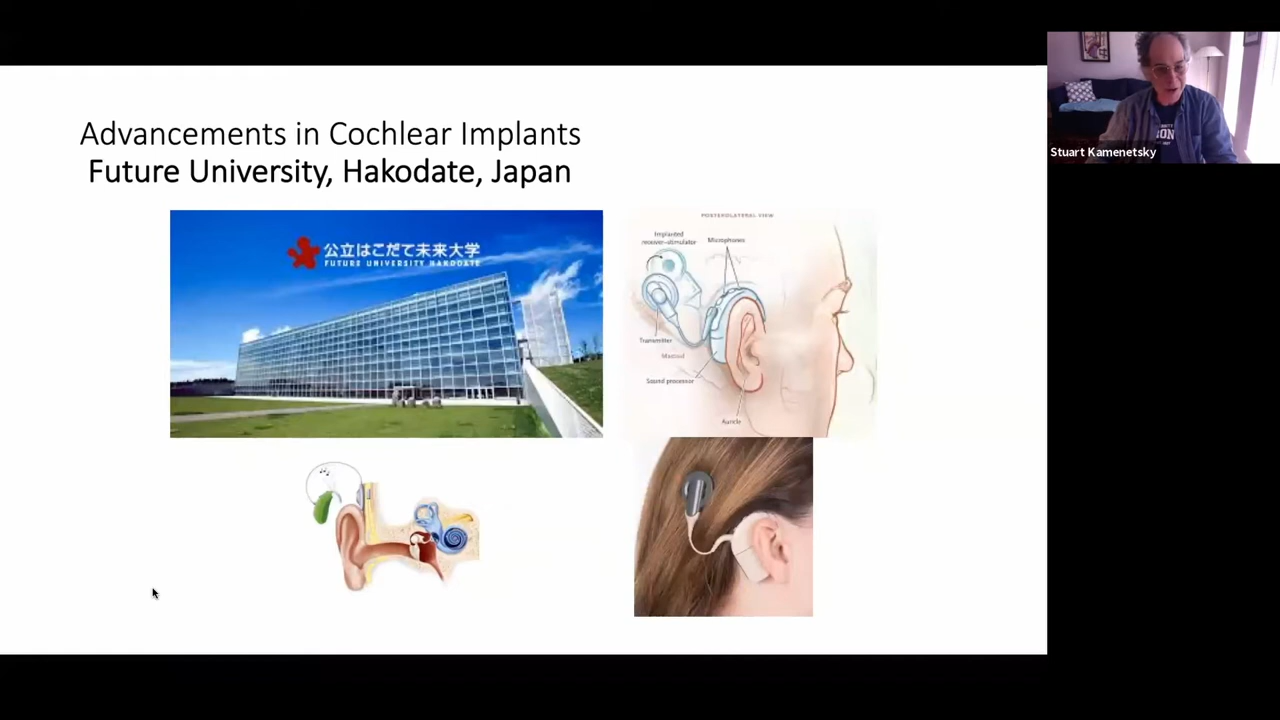 Advancements in Cochlear Implants
Future University, Hakodate, Japan
公立はこだて未来大学
FUTURE UNIVERSITY HAKODATE
POSTEROLATERAL VIEW
Implanted
receiver-stimulator
Microphones
Transmitter
Mastoid
Sound processor
Auricle
Stuart Kamenetsky